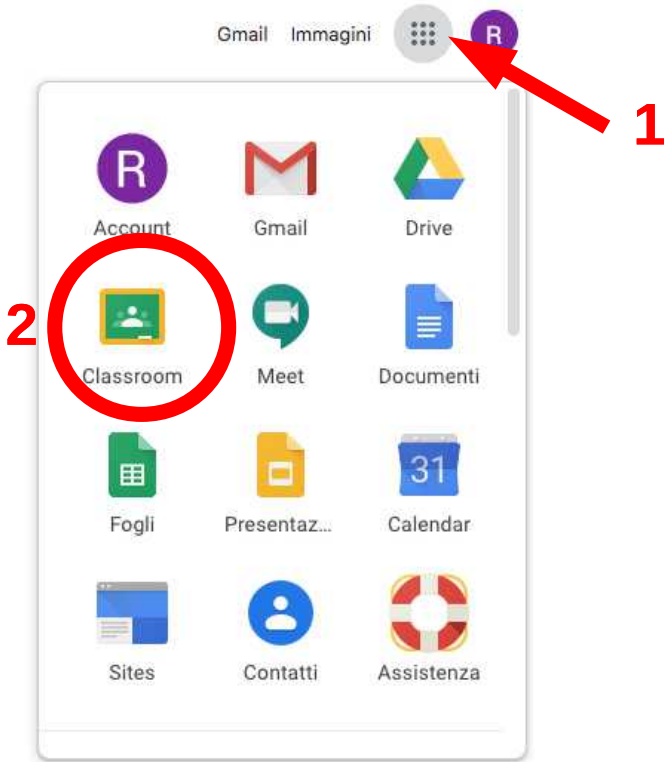 Gmail Immagini R
1
R
Account Gmail Drive
2
Classroom Meet Documenti
31
Fogli Presentaz... Calendar
Sites Contatti Assistenza